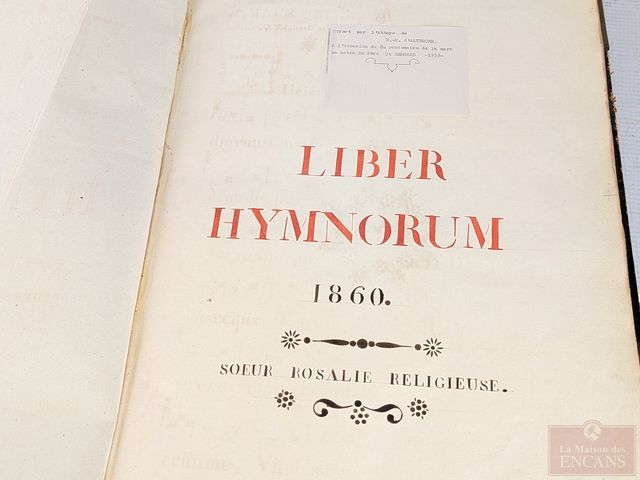 Offert par l'Abbaye de
N.-D. d'
à l'occasion du 8e centenaire de la mort
de notre Bx Père St BERNARD -1953-
LIBER
HYMNORUM
1860.
SOEUR ROSALIE RELIGIEUSE.
La Maison des
ENCANS